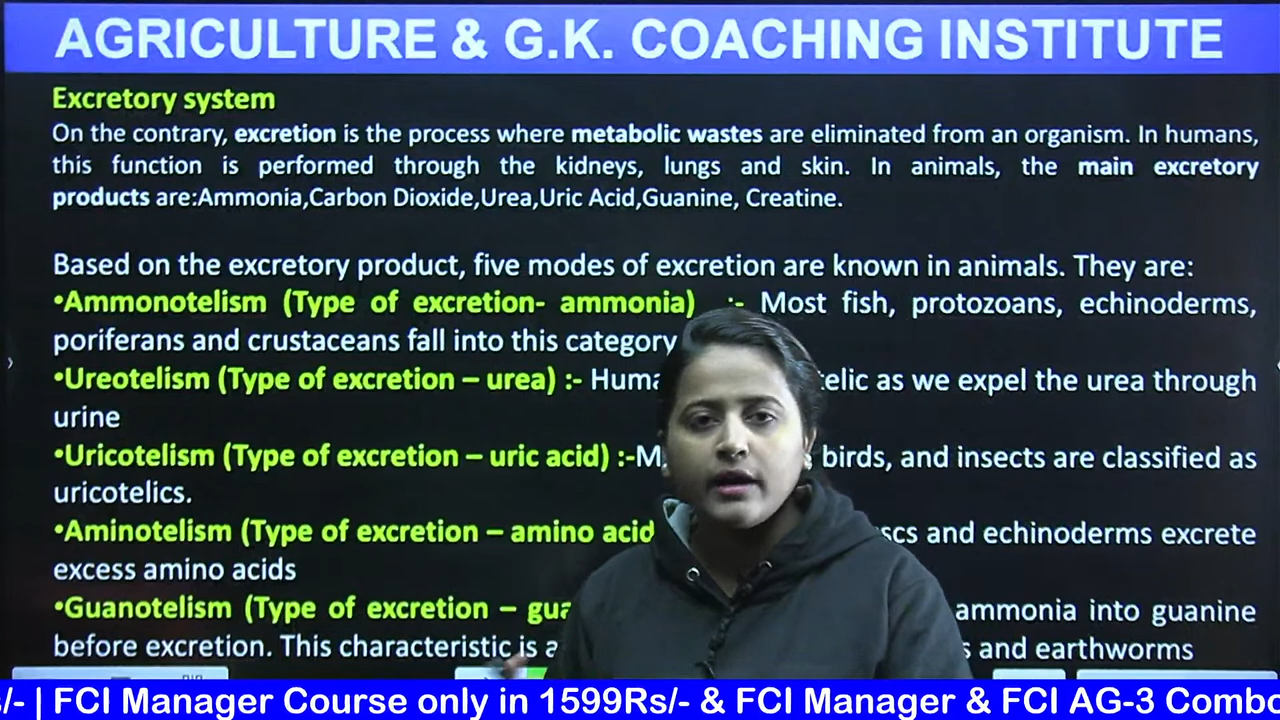 AGRICULTURE & G.K. COACHING INSTITUTE
Excretory system
On the contrary, excretion is the process where metabolic wastes are eliminated from an organism. In humans,
this function is performed through the kidneys, lungs and skin. In animals, the main excretory
products are:Ammonia,Carbon Dioxide,Urea,Uric Acid,Guanine, Creatine.
Based on the excretory product, five modes of excretion are known in animals. They are:
•Ammonotelism (Type of excretion- ammonia) :- Most fish, protozoans, echinoderms,
poriferans and crustaceans fall into this category
•Ureotelism (Type of excretion – urea) :- as we expel the urea through
urine
•Uricotelism (Type of excretion – uric acid) :- birds, and insects are classified as
uricotelics.
•Aminotelism (Type of excretion – amino acid and echinoderms excrete
excess amino acids
•Guanotelism (Type of excretion – ammonia into guanine
before excretion. This characteristic is and earthworms
/- | FCI Manager Course only in 1599Rs/- & FCI Manager & FCI AG-3 Combo